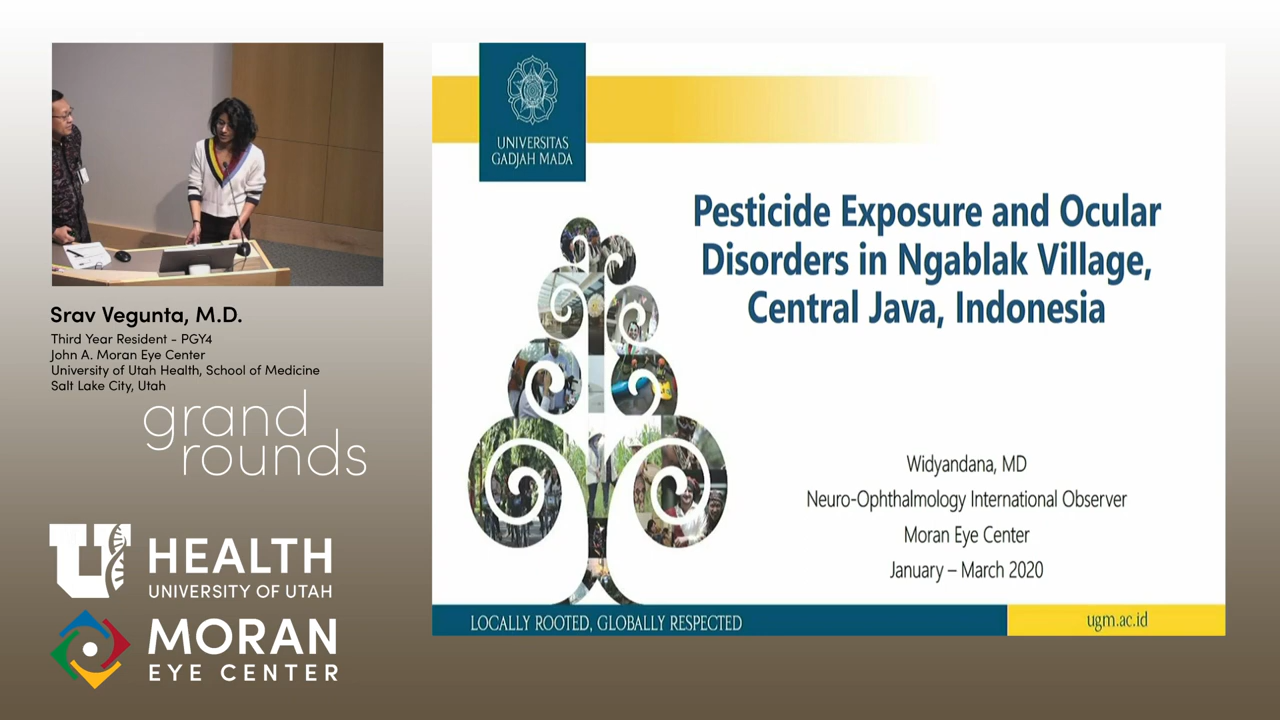 Srav Vegunta, M.D.
Third Year Resident - PGY4
John A. Moran Eye Center
University of Utah Health, School of Medicine
Salt Lake City, Utah
grand
rounds
U
HEALTH
UNIVERSITY OF UTAH
MORAN
EYE CENTER
UNIVERSITAS
GADJAH MADA
Pesticide Exposure and Ocular
Disorders in Ngablak Village,
Central Java, Indonesia
Widyandana, MD
Neuro-Ophthalmology International Observer
Moran Eye Center
January – March 2020
LOCALLY ROOTED, GLOBALLY RESPECTED
ugm.ac.id